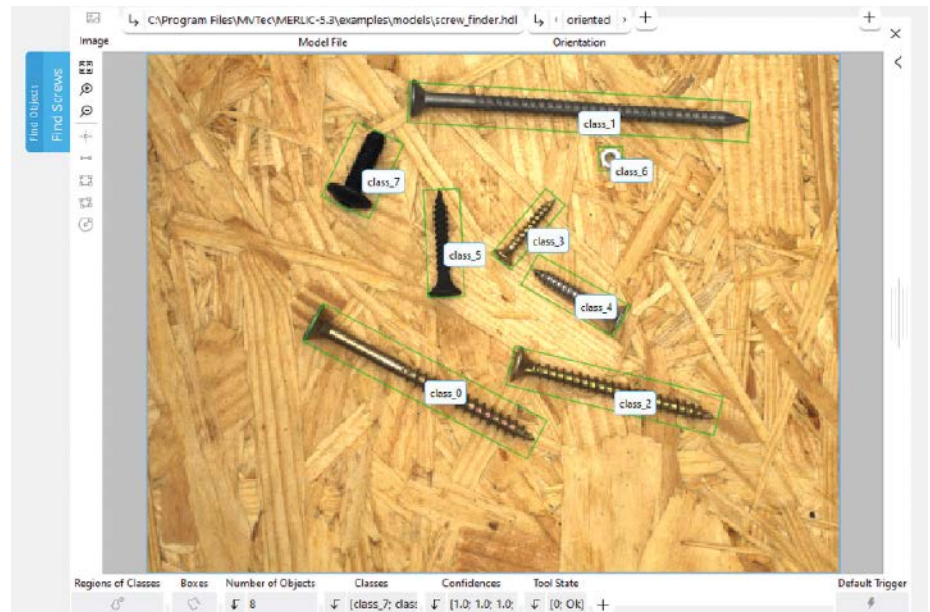 C:\Program Files\MVTec\MERLIC-5.3\examples\models\screw_finder.hdl
oriented
Image
Model File
Orientation
Find Objects
Find Screws
class_1
class_6
class_7
class_3
class_5
class_4
class_0
class_2
Regions of Classes
Boxes
Number of Objects
Classes
Confidences
Tool State
Default Trigger
8
[class_7; class
[1.0; 1.0; 1.0;
[0; Ok]